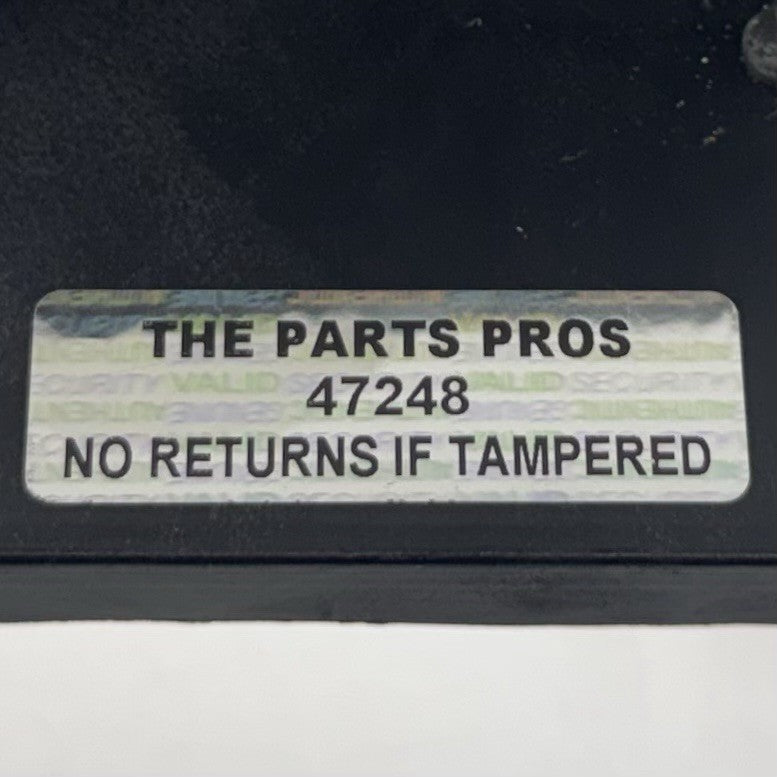 THE PARTS PROS
47248
NO RETURNS IF TAMPERED